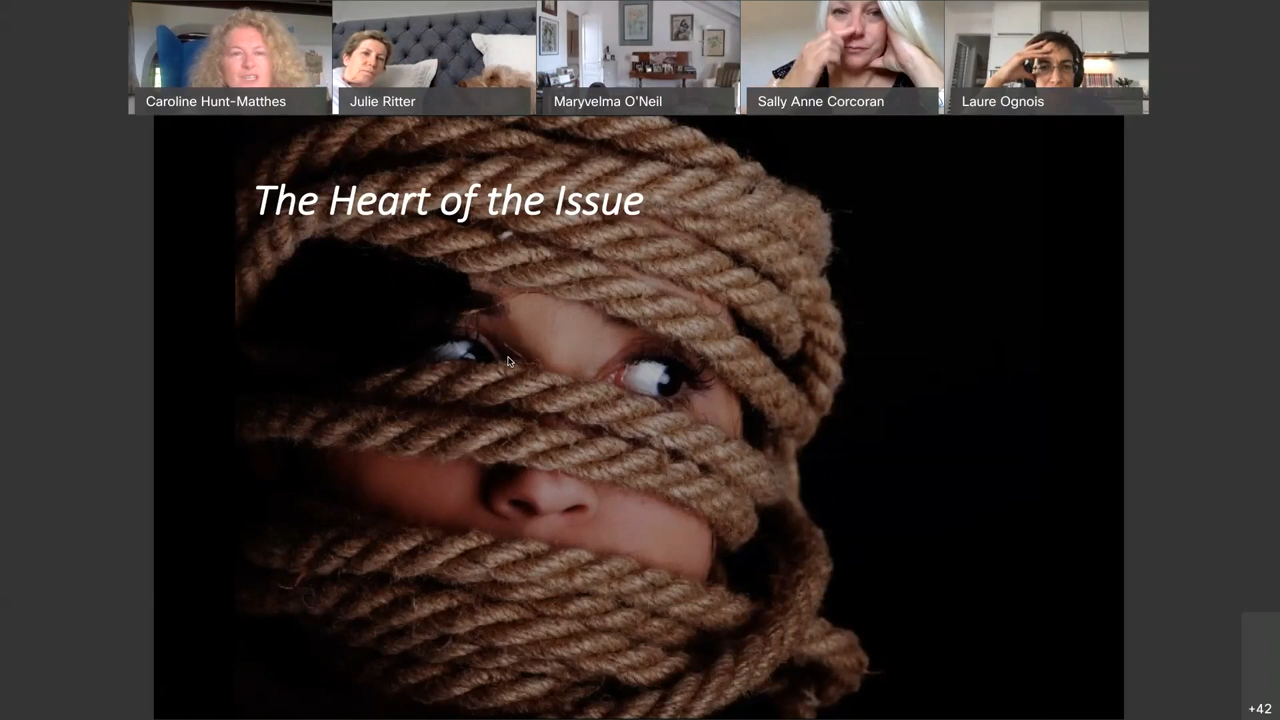 Caroline Hunt-Matthes
Julie Ritter
Maryvelma O'Neil
Sally Anne Corcoran
Laure Ognois
The Heart of the Issue
+42